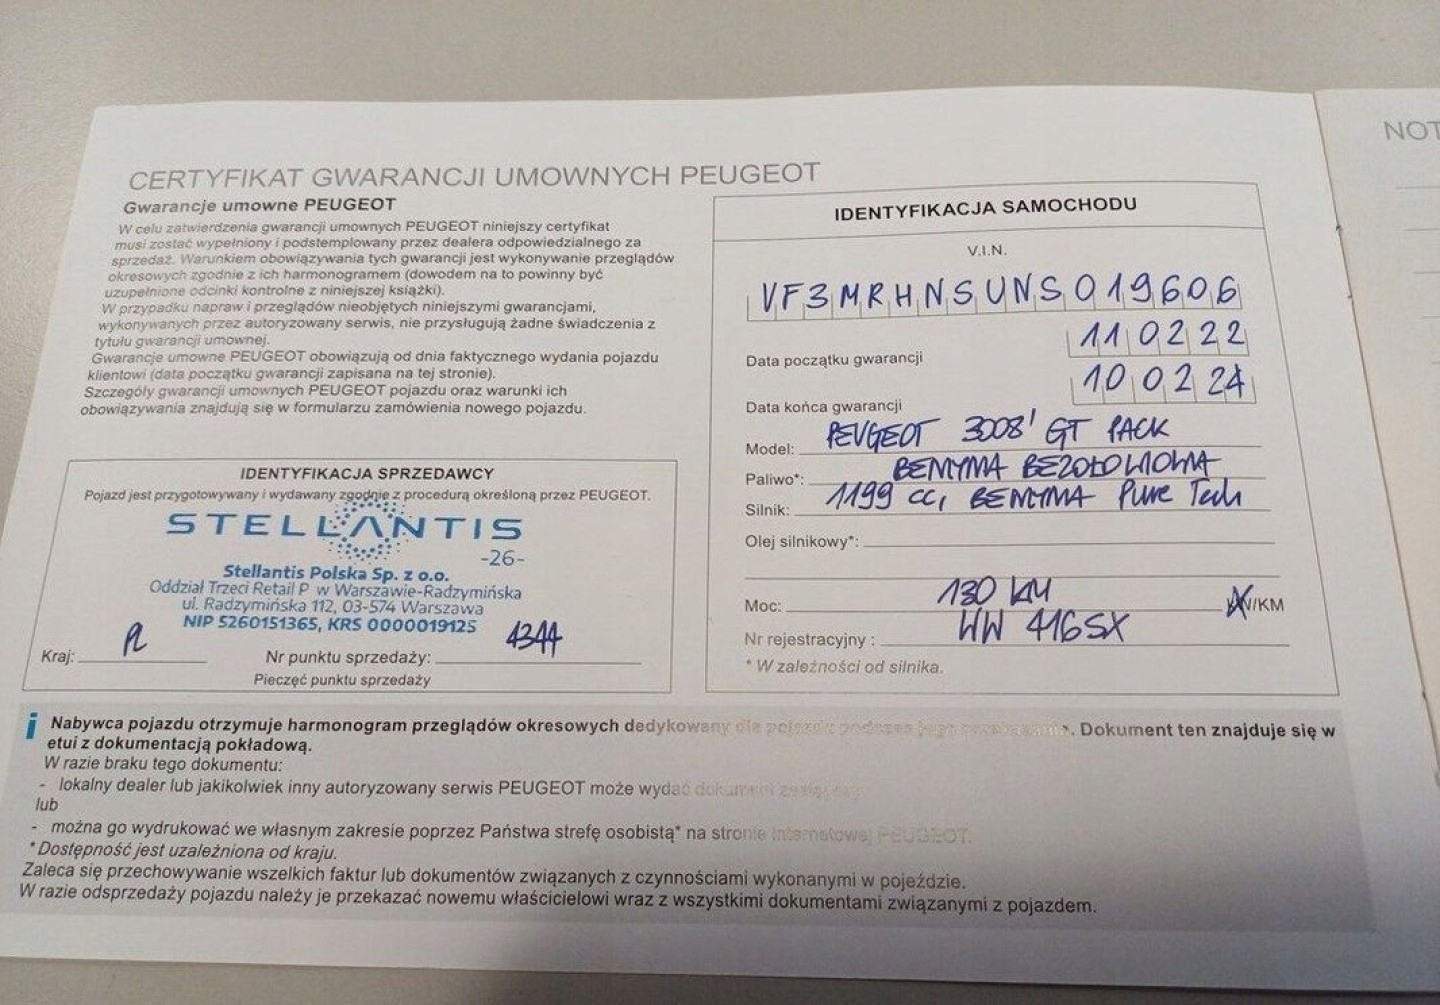 NOT
CERTYFIKAT GWARANCJI UMOWNYCH PEUGEOT
Gwarancje umowne PEUGEOT
W celu zatwierdzenia gwarancji umownych PEUGEOT niniejszy certyfikat
musi zostać wypełniony i podstemplowany przez dealera odpowiedzialnego za
sprzedaż. Warunkiem obowiązywania tych gwarancji jest wykonywanie przeglądów
okresowych zgodnie z ich harmonogramem (dowodem na to powinny być
uzupełnione odcinki kontrolne z niniejszej książki).
W przypadku napraw i przeglądów nieobjętych niniejszymi gwarancjami,
wykonywanych przez autoryzowany serwis, nie przysługują żadne świadczenia z
tytułu gwarancji umownej.
Gwarancje umowne PEUGEOT obowiązują od dnia faktycznego wydania pojazdu
klientowi (data początku gwarancji zapisana na tej stronie).
Szczegóły gwarancji umownych PEUGEOT pojazdu oraz warunki ich
obowiązywania znajdują się w formularzu zamówienia nowego pojazdu.
IDENTYFIKACJA SPRZEDAWCY
Pojazd jest przygotowywany i wydawany zgodnie z procedurą określoną przez PEUGEOT.
STELLANTIS
-26-
Stellantis Polska Sp. z o.o.
Oddział Trzeci Retail P w Warszawie-Radzymińska
ul. Radzymińska 112, 03-574 Warszawa
NIP 5260151365, KRS 0000019125
Kraj: PL Nr punktu sprzedaży: 4344
Pieczęć punktu sprzedaży
IDENTYFIKACJA SAMOCHODU
V.I.N.
VF3MRHNSUNS019606
Data początku gwarancji 110222
Data końca gwarancji 100224
Model: PEUGEOT 3008' GT PACK
Paliwo*: BENZYNA BEZOŁOWIOWA
Silnik: 1199 CC, BENZYNA Pure Tech
Olej silnikowy*:
Moc: 130 KM kW/KM
Nr rejestracyjny : WW 416SX
* W zależności od silnika.
i Nabywca pojazdu otrzymuje harmonogram przeglądów okresowych dedykowany dla pojazdu podczas jego . Dokument ten znajduje się w
etui z dokumentacją pokładową.
W razie braku tego dokumentu:
- lokalny dealer lub jakikolwiek inny autoryzowany serwis PEUGEOT może wydać dokument
lub
- można go wydrukować we własnym zakresie poprzez Państwa strefę osobistą* na stronie internetowej PEUGEOT.
* Dostępność jest uzależniona od kraju.
Zaleca się przechowywanie wszelkich faktur lub dokumentów związanych z czynnościami wykonanymi w pojeździe.
W razie odsprzedaży pojazdu należy je przekazać nowemu właścicielowi wraz z wszystkimi dokumentami związanymi z pojazdem.